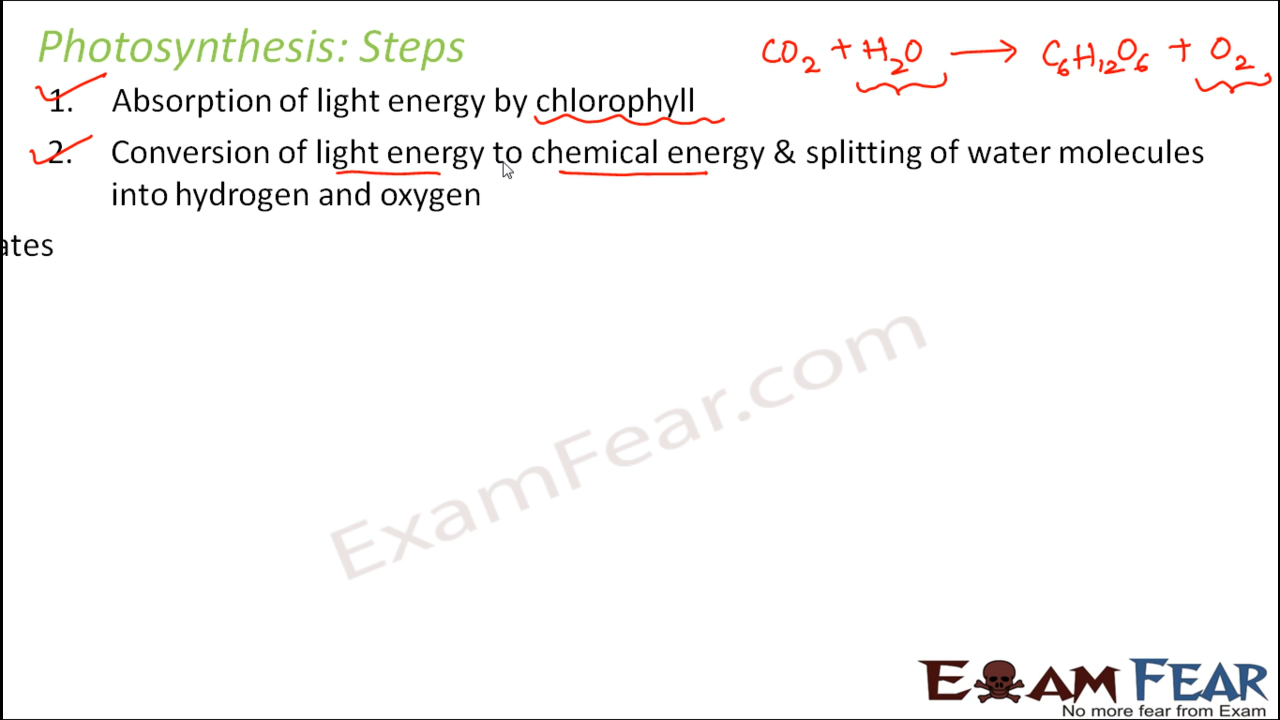 Photosynthesis: Steps
CO2 + H2O → C6H12O6 + O2
1. Absorption of light energy by chlorophyll
2. Conversion of light energy to chemical energy & splitting of water molecules
into hydrogen and oxygen
ates
ExamFear.com
EXAM FEAR
No more fear from Exam